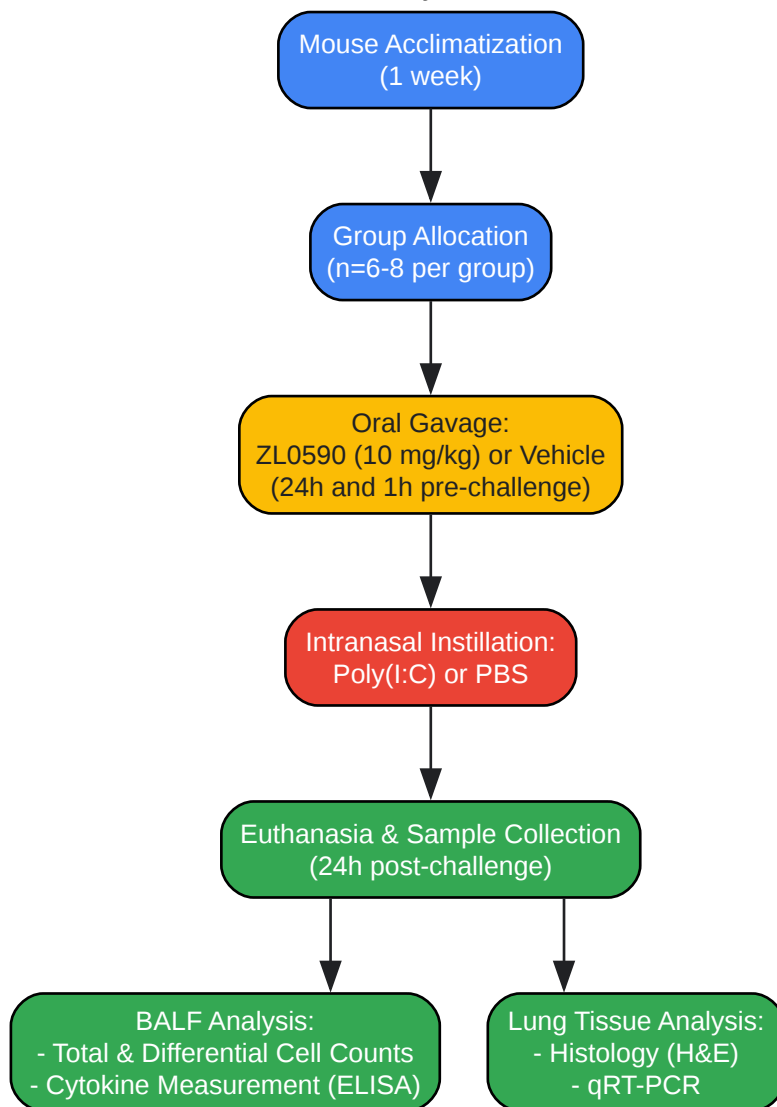 Mouse Acclimatization
(1 week)
Group Allocation
(n=6-8 per group)
Oral Gavage:
ZL0590 (10 mg/kg) or Vehicle
(24h and 1h pre-challenge)
Intranasal Instillation:
Poly(I:C) or PBS
Euthanasia & Sample Collection
(24h post-challenge)
BALF Analysis:
- Total & Differential Cell Counts
- Cytokine Measurement (ELISA)
Lung Tissue Analysis:
- Histology (H&E)
- qRT-PCR